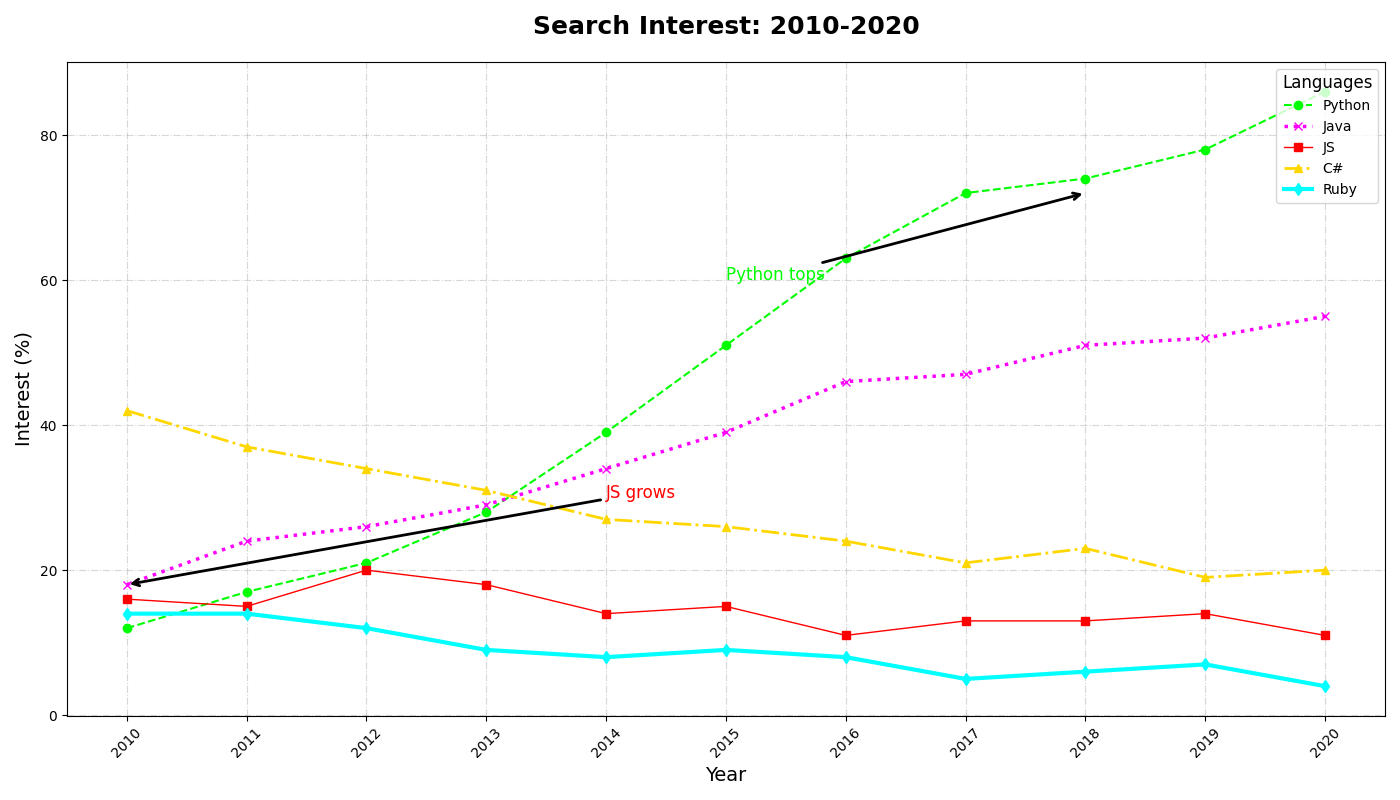 Search Interest: 2010-2020
Interest (%)
80
60
40
20
0
Python tops
JS grows
Languages
Python
Java
JS
C#
Ruby
2010
2011
2012
2013
2014
2015
2016
2017
2018
2019
2020
Year